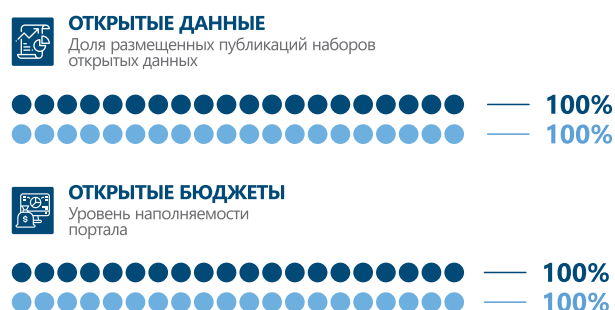 ОТКРЫТЫЕ ДАННЫЕ
Доля размещенных публикаций наборов
открытых данных
100%
100%
ОТКРЫТЫЕ БЮДЖЕТЫ
Уровень наполняемости
портала
100%
100%